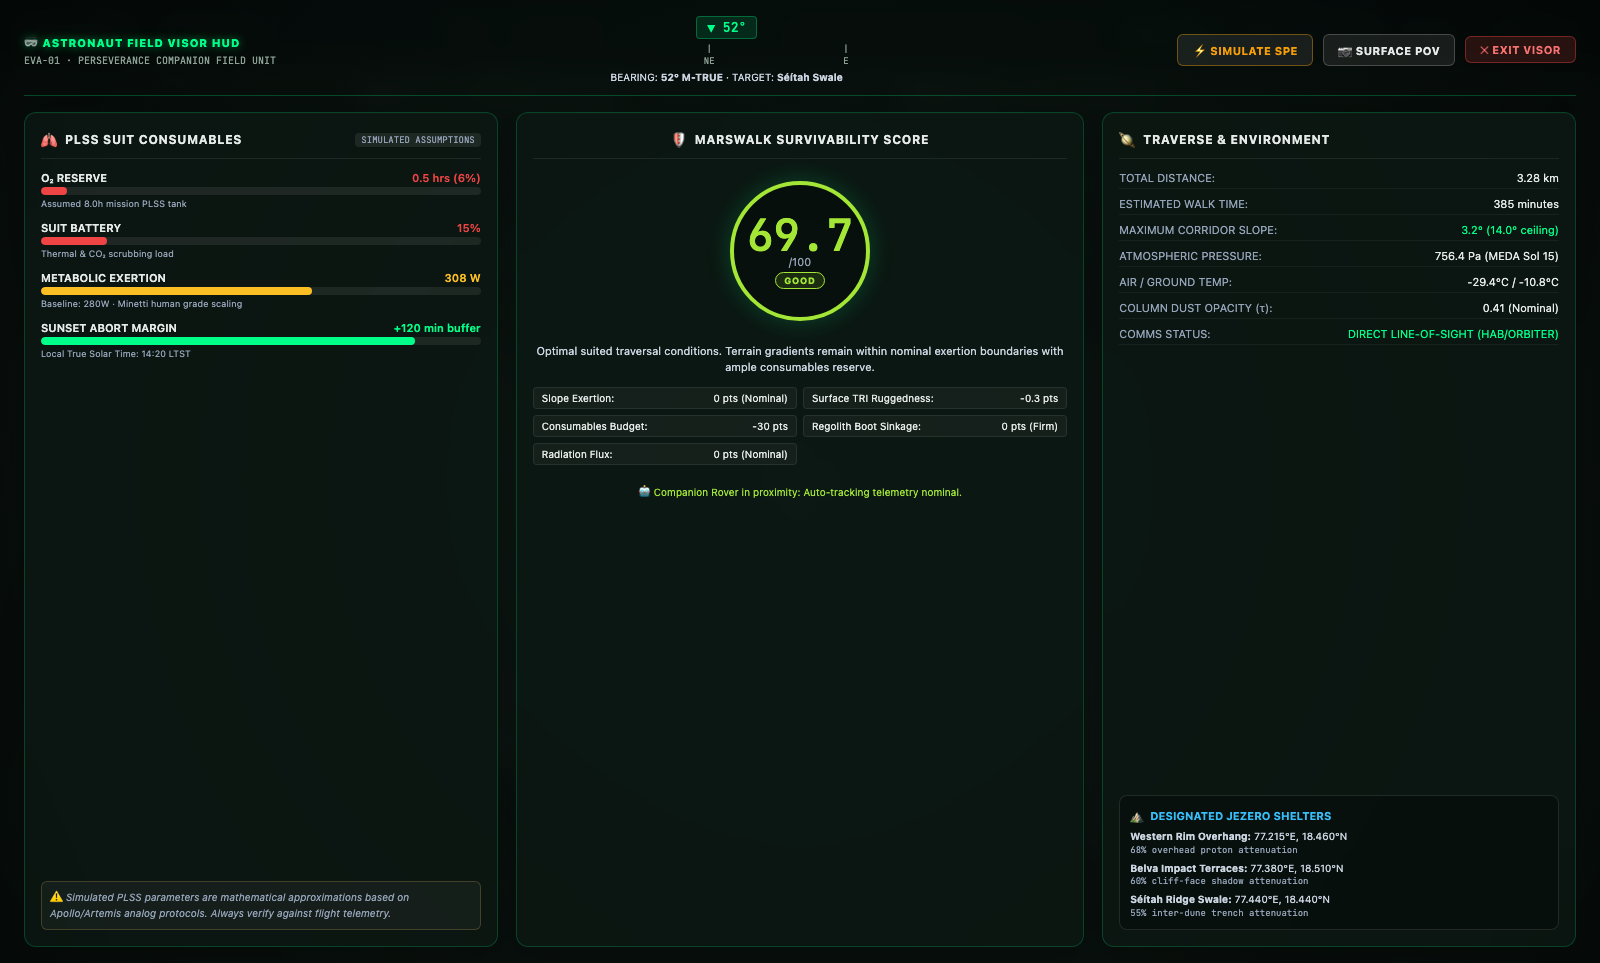 ASTRONAUT FIELD VISOR HUD
EVA-01 · PERSEVERANCE COMPANION FIELD UNIT
▼ 52°
NE
E
BEARING: 52° M-TRUE · TARGET: Séítah Swale
⚡ SIMULATE SPE
📷 SURFACE POV
✕ EXIT VISOR
PLSS SUIT CONSUMABLES
SIMULATED ASSUMPTIONS
O₂ RESERVE
0.5 hrs (6%)
Assumed 8.0h mission PLSS tank
SUIT BATTERY
15%
Thermal & CO₂ scrubbing load
METABOLIC EXERTION
308 W
Baseline: 280W · Minetti human grade scaling
SUNSET ABORT MARGIN
+120 min buffer
Local True Solar Time: 14:20 LTST
⚠️ Simulated PLSS parameters are mathematical approximations based on
Apollo/Artemis analog protocols. Always verify against flight telemetry.
MARSWALK SURVIVABILITY SCORE
69.7
/100
GOOD
Optimal suited traversal conditions. Terrain gradients remain within nominal exertion boundaries with
ample consumables reserve.
Slope Exertion: 0 pts (Nominal)
Surface TRI Ruggedness: -0.3 pts
Consumables Budget: -30 pts
Regolith Boot Sinkage: 0 pts (Firm)
Radiation Flux: 0 pts (Nominal)
Companion Rover in proximity: Auto-tracking telemetry nominal.
TRAVERSE & ENVIRONMENT
TOTAL DISTANCE: 3.28 km
ESTIMATED WALK TIME: 385 minutes
MAXIMUM CORRIDOR SLOPE: 3.2° (14.0° ceiling)
ATMOSPHERIC PRESSURE: 756.4 Pa (MEDA Sol 15)
AIR / GROUND TEMP: -29.4°C / -10.8°C
COLUMN DUST OPACITY (τ): 0.41 (Nominal)
COMMS STATUS: DIRECT LINE-OF-SIGHT (HAB/ORBITER)
DESIGNATED JEZERO SHELTERS
Western Rim Overhang: 77.215°E, 18.460°N
68% overhead proton attenuation
Belva Impact Terraces: 77.380°E, 18.510°N
60% cliff-face shadow attenuation
Séítah Ridge Swale: 77.440°E, 18.440°N
55% inter-dune trench attenuation